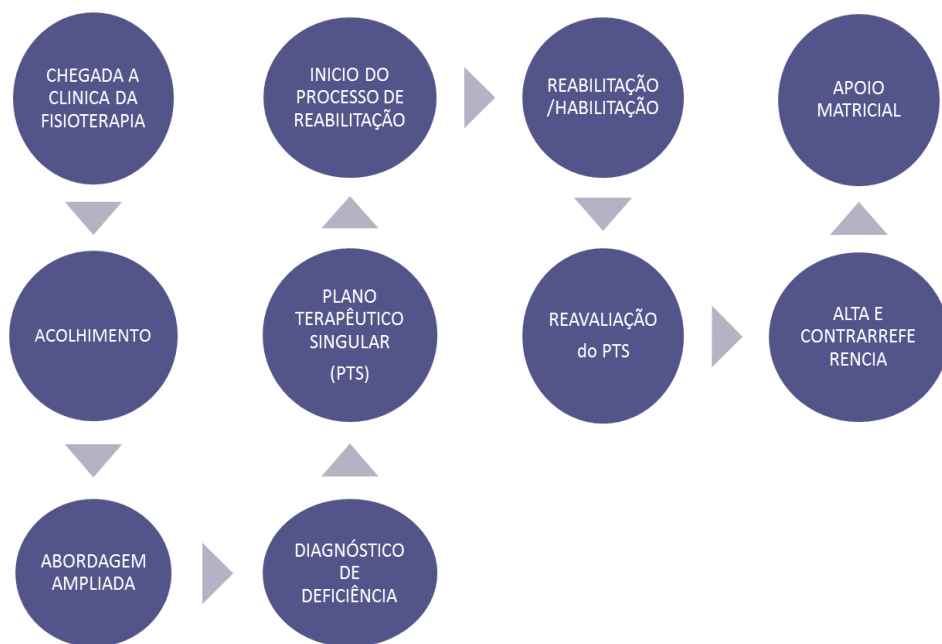 CHEGADA A
CLINICA DA
FISIOTERAPIA
ACOLHIMENTO
ABORDAGEM
AMPLIADA
DIAGNÓSTICO
DE
DEFICIÊNCIA
PLANO
TERAPÊUTICO
SINGULAR
(PTS)
INICIO DO
PROCESSO DE
REABILITAÇÃO
REABILITAÇÃO
/HABILITAÇÃO
REAVALIAÇÃO
do PTS
ALTA E
CONTRARREFE
RENCIA
APOIO
MATRICIAL